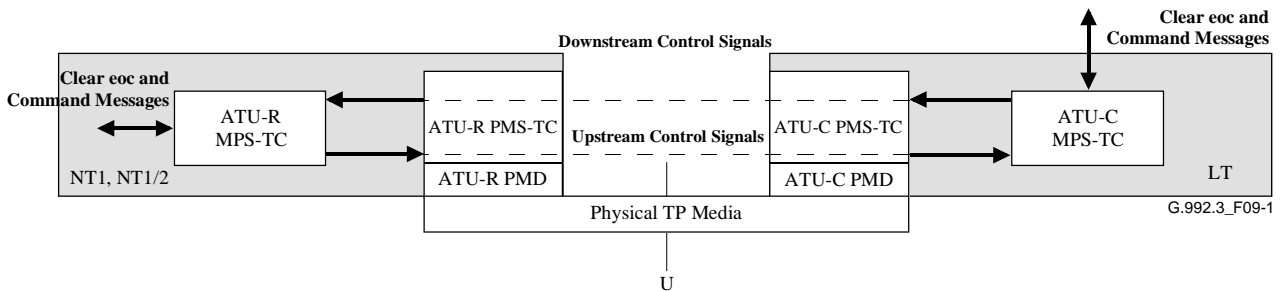 Clear eoc and
Command Messages
Downstream Control Signals
Clear eoc and
Command Messages
ATU-R
MPS-TC
ATU-R PMS-TC
Upstream Control Signals
ATU-C PMS-TC
ATU-C
MPS-TC
NT1, NT1/2
ATU-R PMD
ATU-C PMD
LT
Physical TP Media
G.992.3_F09-1
U